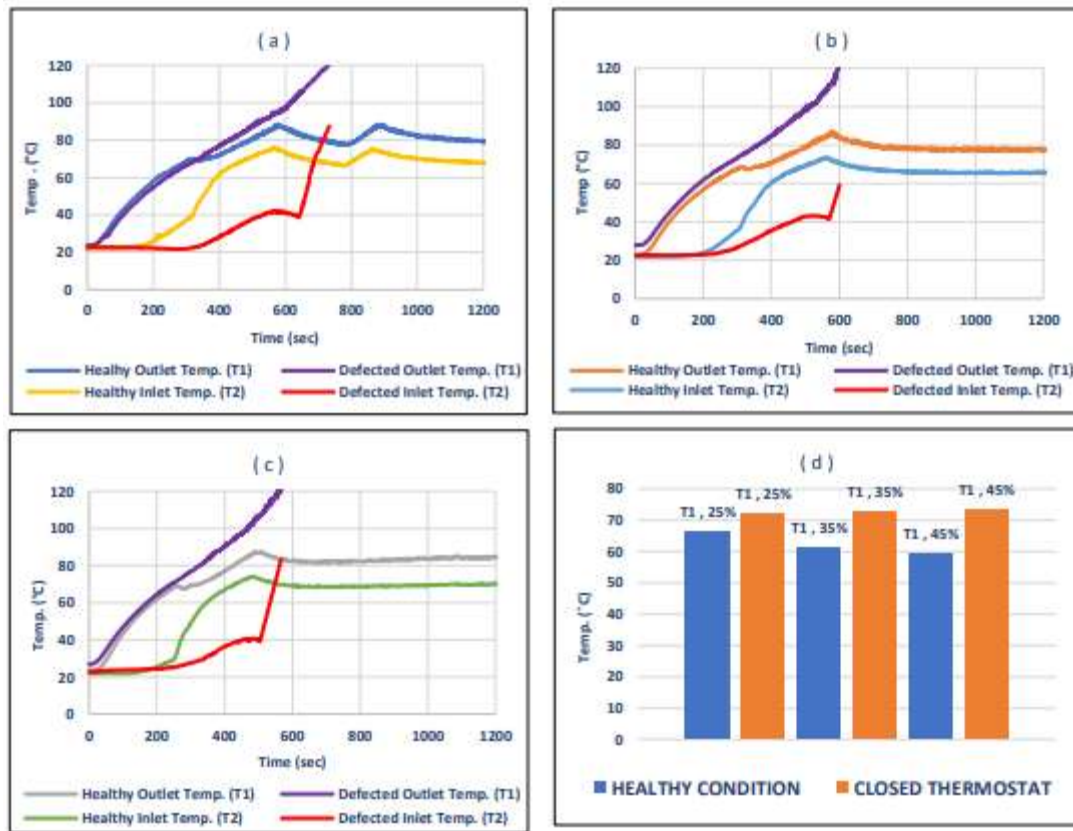 ( a )
120
100
80
60
40
20
0
Temp . (°C)
0 200 400 600 800 1000 1200
Time (sec)
Healhy Outlet Temp. (T1) Defected Outlet Temp. (T1)
Healthy Inlet Temp. (T2) Defected Inlet Temp. (T2)
( b )
120
100
80
60
40
20
0
Temp (°C)
0 200 400 600 800 1000 1200
Time (sec)
Healthy Outlet Temp. (T1) Defected Outlet Temp. (T1)
Healthy Inlet Temp. (T2) Defected Inlet Temp. (T2)
( c )
120
100
80
60
40
20
0
Temp. (°C)
0 200 400 600 800 1000 1200
Time (sec)
Healthy Outlet Temp. (T1) Defected Outlet Temp. (T1)
Healthy Inlet Temp. (T2) Defected Inlet Temp. (T2)
( d )
80
70
60
50
40
30
20
10
0
Temp. (°C)
T1 , 25% T1 , 25% T1 , 35% T1 , 35% T1 , 45% T1 , 45%
HEALTHY CONDITION CLOSED THERMOSTAT